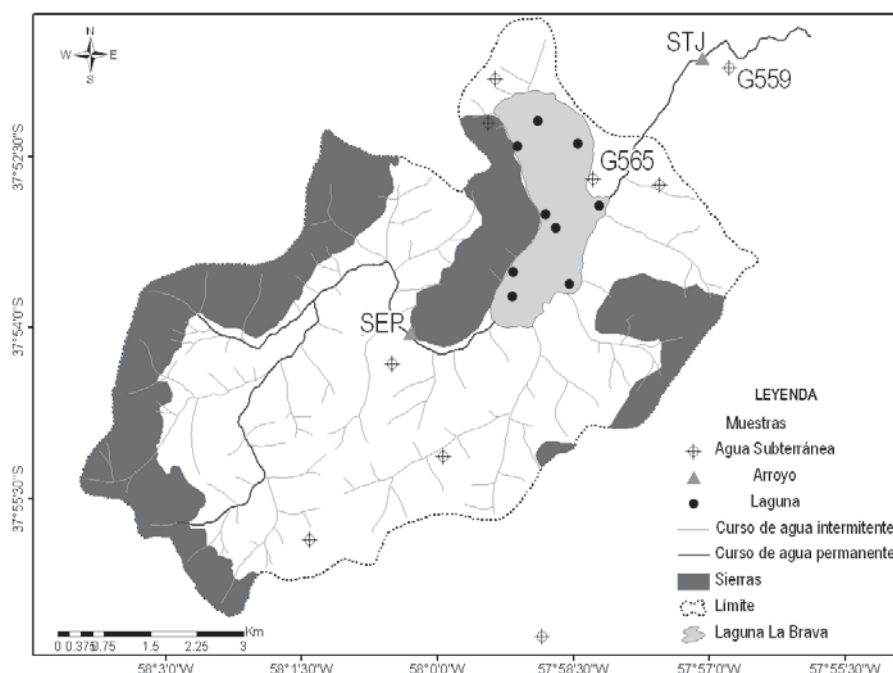 N
W E
S
STJ
G559
37°52'30"S
G565
37°54'0"S
SEP
LEYENDA
Muestras
Agua Subterránea
Arroyo
Laguna
37°55'30"S
Curso de agua intermitente
Curso de agua permanente
Sierras
Límite
Laguna La Brava
Km
0 0.375 0.75 1.5 2.25 3
58°3'0"W 58°1'30"W 58°0'0"W 57°58'30"W 57°57'0"W 57°55'30"W